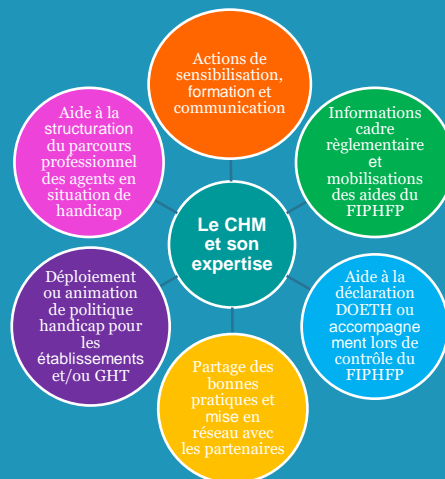 Actions de
sensibilisation,
formation et
communication
Aide à la
structuration
du parcours
professionnel
des agents en
situation de
handicap
Informations
cadre
règlementaire
et
mobilisations
des aides du
FIPHFP
Le CHM
et son
expertise
Déploiement
ou animation
de politique
handicap pour
les
établissements
et/ou GHT
Aide à la
déclaration
DOETH ou
accompagne
ment lors de
contrôle du
FIPHFP
Partage des
bonnes
pratiques et
mise en
réseau avec
les partenaires